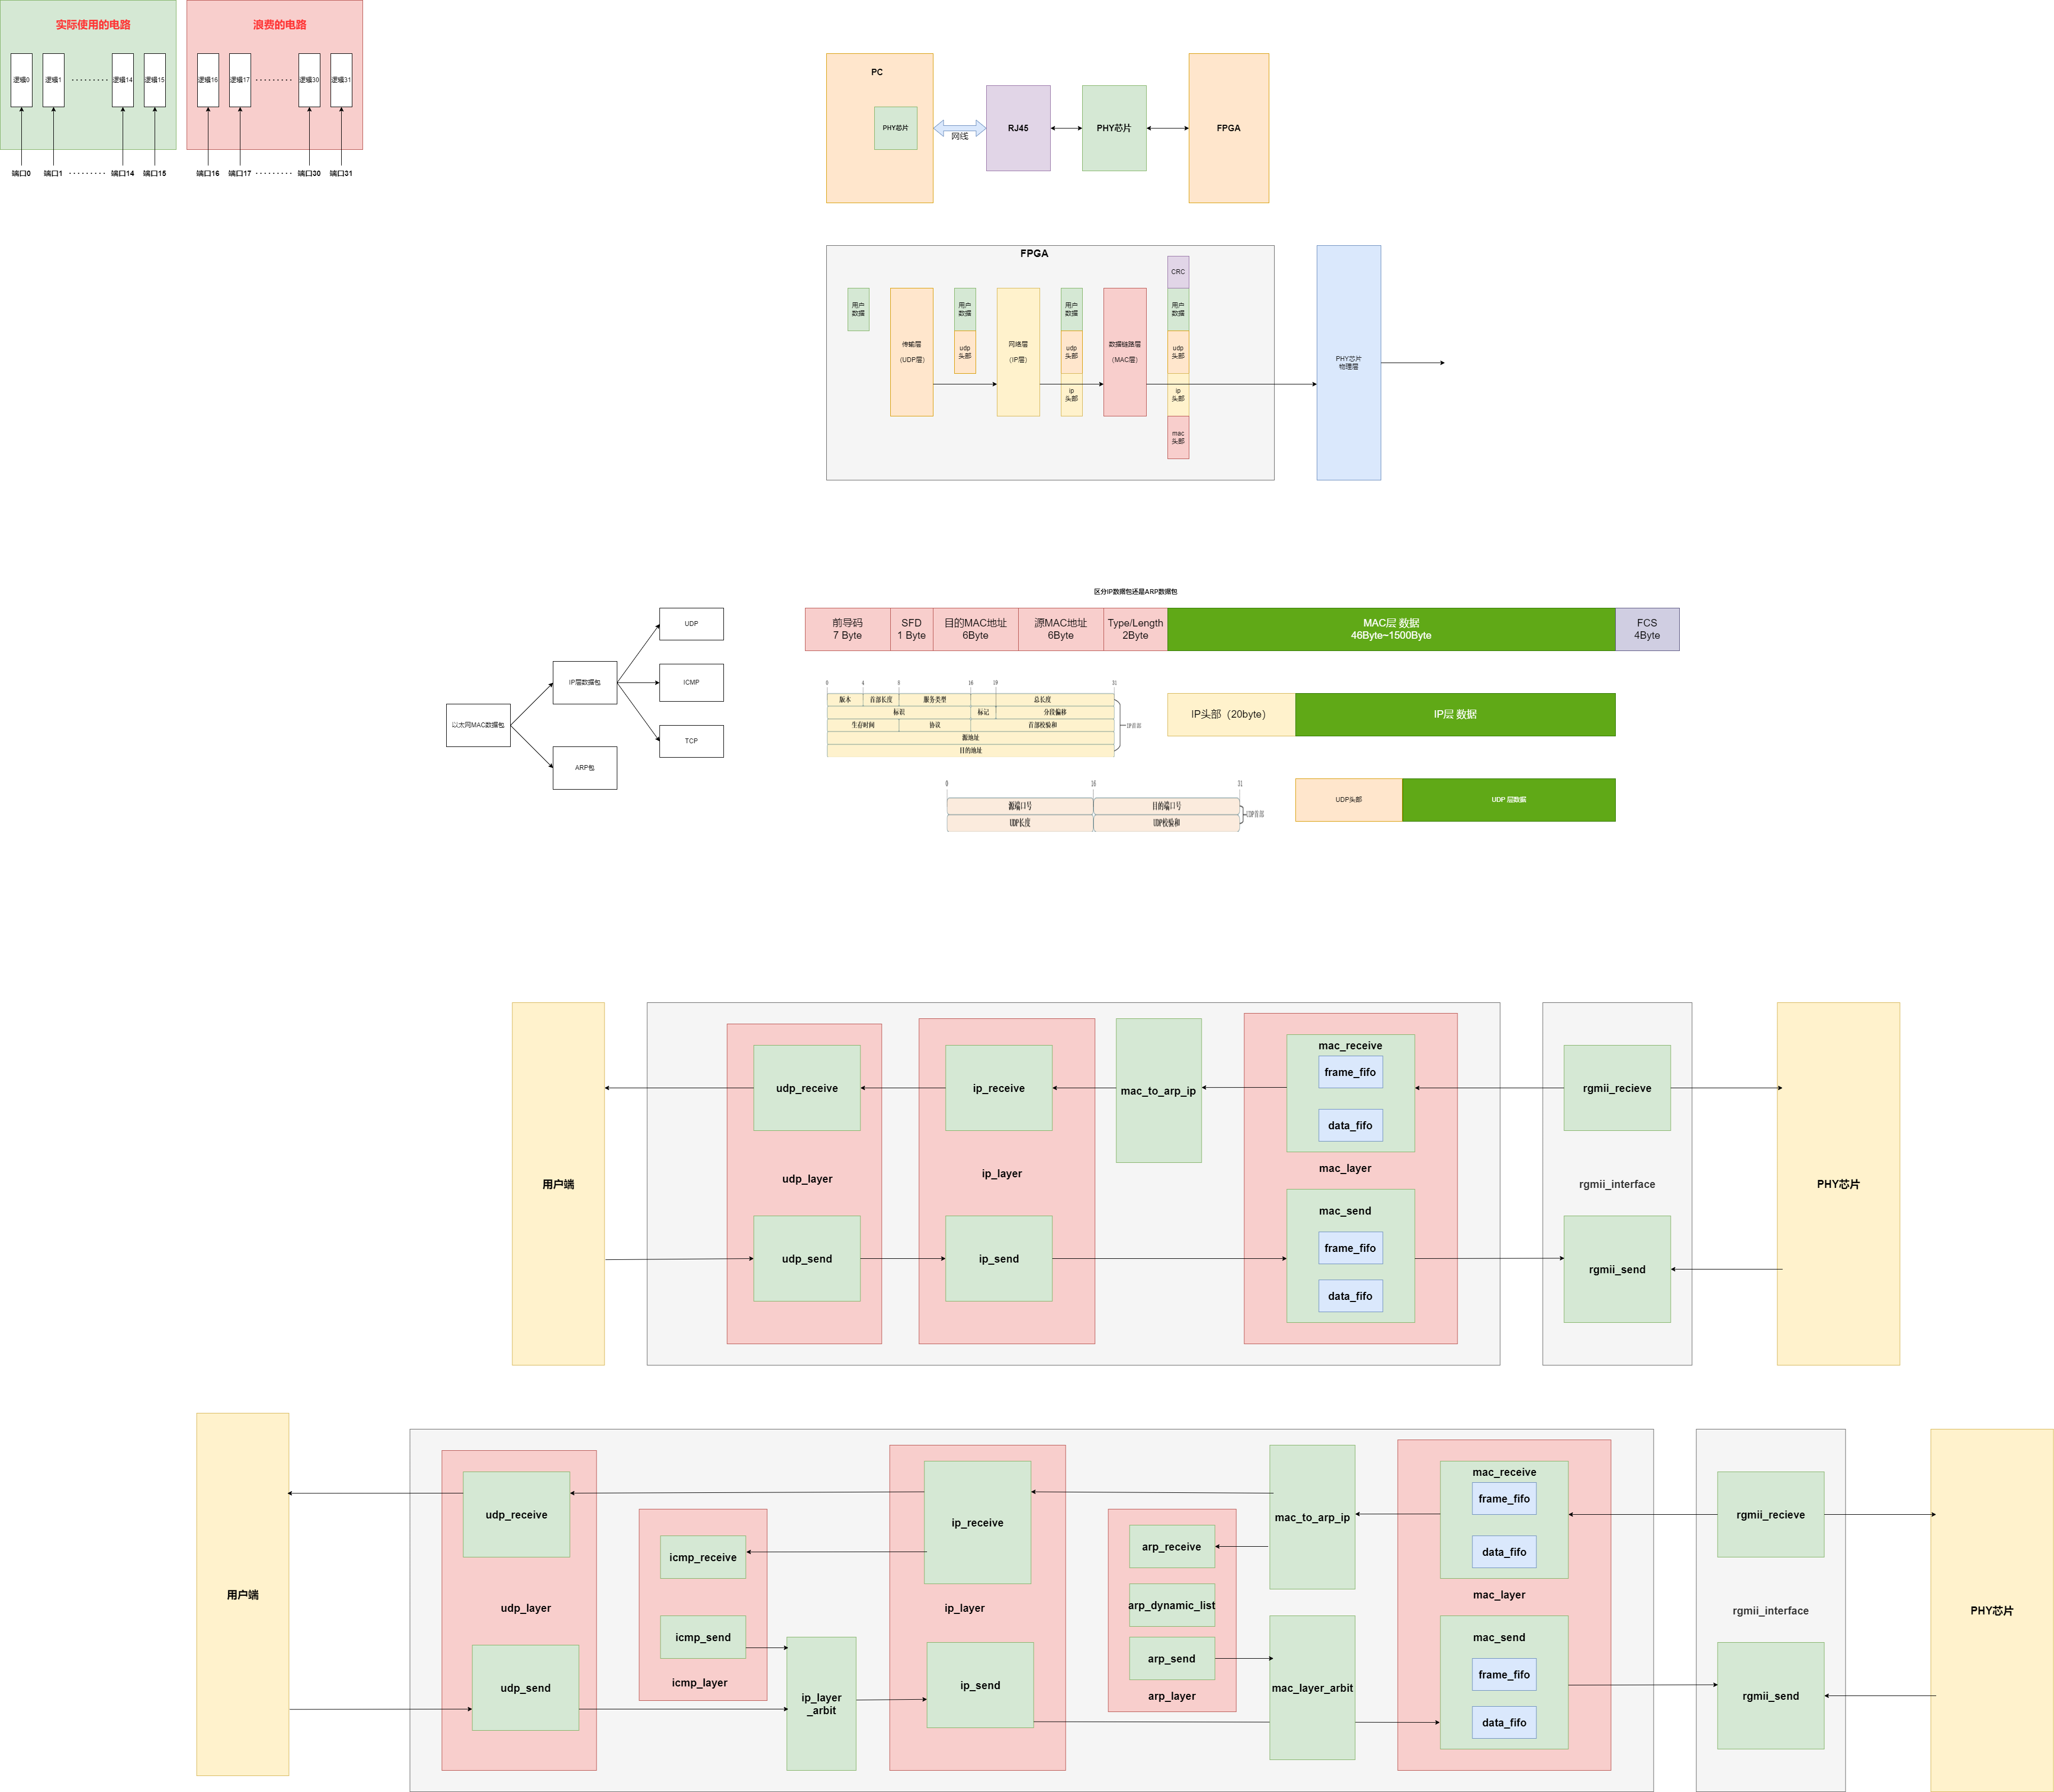 实际使用的电路
浪费的电路
逻辑0
逻辑1
·········
逻辑14
逻辑15
逻辑16
逻辑17
·········
逻辑30
逻辑31
端口0
端口1
·········
端口14
端口15
端口16
端口17
·········
端口30
端口31
PC
PHY芯片
网线
RJ45
PHY芯片
FPGA
FPGA
用户
数据
传输层
（UDP层）
用户
数据
udp
头部
网络层
（IP层）
用户
数据
udp
头部
ip
头部
数据链路层
（MAC层）
CRC
用户
数据
udp
头部
ip
头部
mac
头部
PHY芯片
物理层
区分IP数据包还是ARP数据包
前导码
7 Byte
SFD
1 Byte
目的MAC地址
6Byte
源MAC地址
6Byte
Type/Length
2Byte
MAC层 数据
46Byte~1500Byte
FCS
4Byte
以太网MAC数据包
IP层数据包
ARP包
UDP
ICMP
TCP
0 4 8 16 19 31
版本 首部长度 服务类型 总长度
标识 标记 分段偏移
生存时间 协议 首部校验和
源地址
目的地址
IP首部
IP头部（20byte）
IP层 数据
0 16 31
源端口号 目的端口号
UDP长度 UDP校验和
UDP首部
UDP头部
UDP 层数据
用户端
udp_receive
udp_layer
udp_send
ip_receive
ip_layer
ip_send
mac_to_arp_ip
mac_receive
frame_fifo
data_fifo
mac_layer
mac_send
frame_fifo
data_fifo
rgmii_recieve
rgmii_interface
rgmii_send
PHY芯片
用户端
udp_receive
udp_layer
udp_send
icmp_receive
icmp_send
icmp_layer
ip_layer
_arbit
ip_receive
ip_layer
ip_send
arp_receive
arp_dynamic_list
arp_send
arp_layer
mac_to_arp_ip
mac_layer_arbit
mac_receive
frame_fifo
data_fifo
mac_layer
mac_send
frame_fifo
data_fifo
rgmii_recieve
rgmii_interface
rgmii_send
PHY芯片